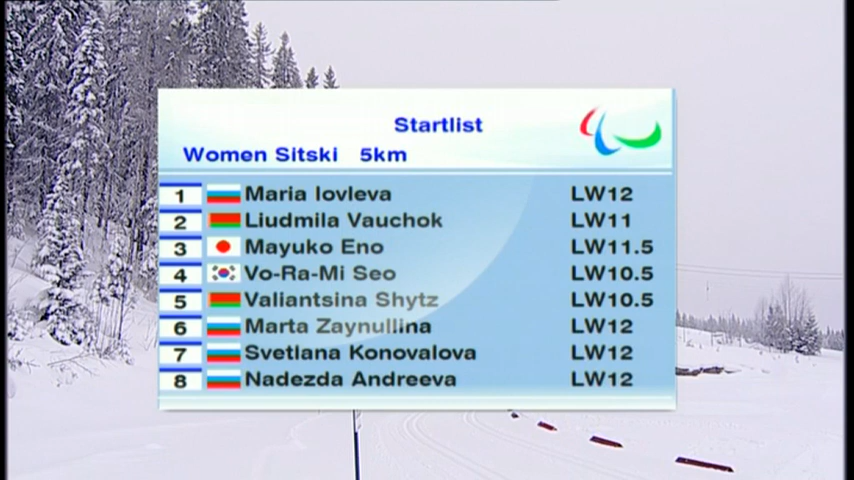 Startlist
Women Sitski 5km
1 Maria Iovleva LW12
2 Liudmila Vauchok LW11
3 Mayuko Eno LW11.5
4 Vo-Ra-Mi Seo LW10.5
5 Valiantsina Shytz LW10.5
6 Marta Zaynullina LW12
7 Svetlana Konovalova LW12
8 Nadezda Andreeva LW12